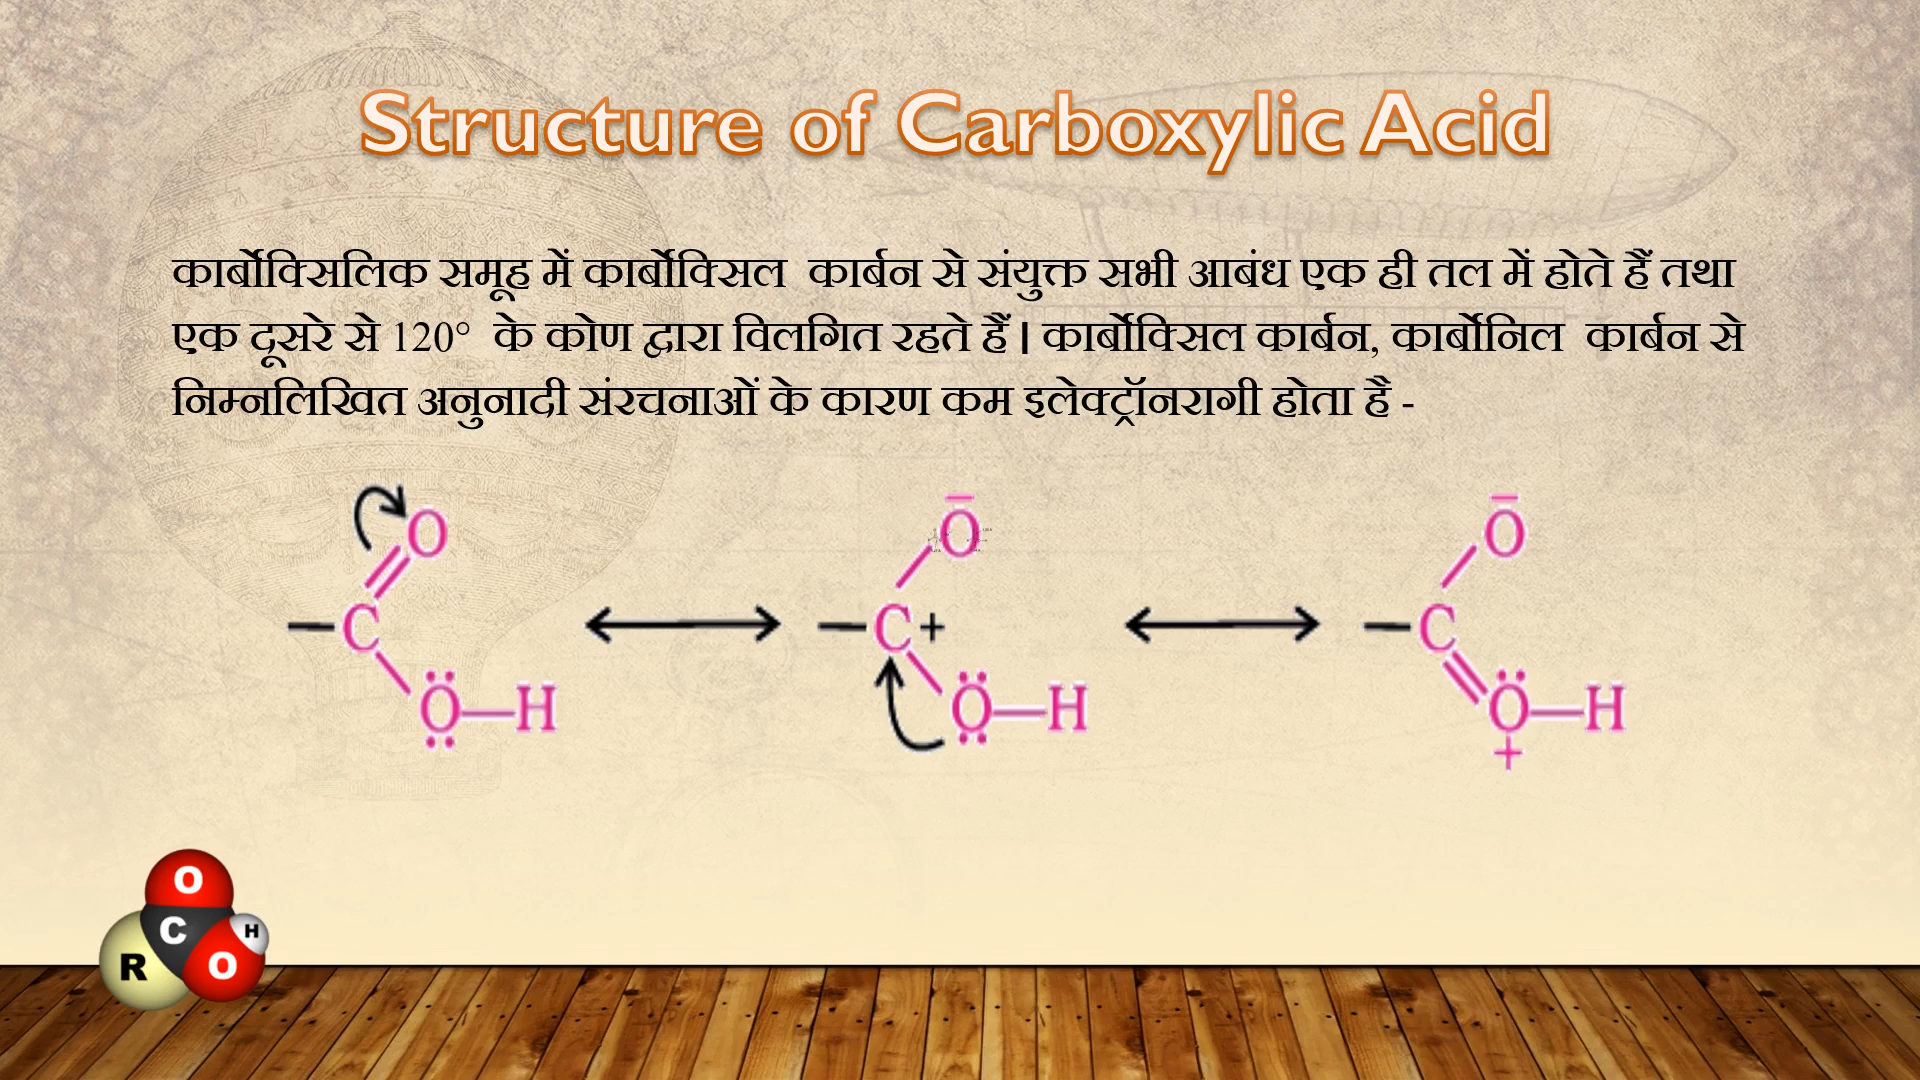 Structure of Carboxylic Acid
कार्बोक्सिलिक समूह में कार्बोक्सिल कार्बन से संयुक्त सभी आबंध एक ही तल में होते हैं तथा
एक दूसरे से 120° के कोण द्वारा विलगित रहते हैं | कार्बोक्सिल कार्बन, कार्बोनिल कार्बन से
निम्नलिखित अनुनादी संरचनाओं के कारण कम इलेक्ट्रॉनरागी होता है -
O O O
C C + C
O H O H O H
+
O
C H
R O